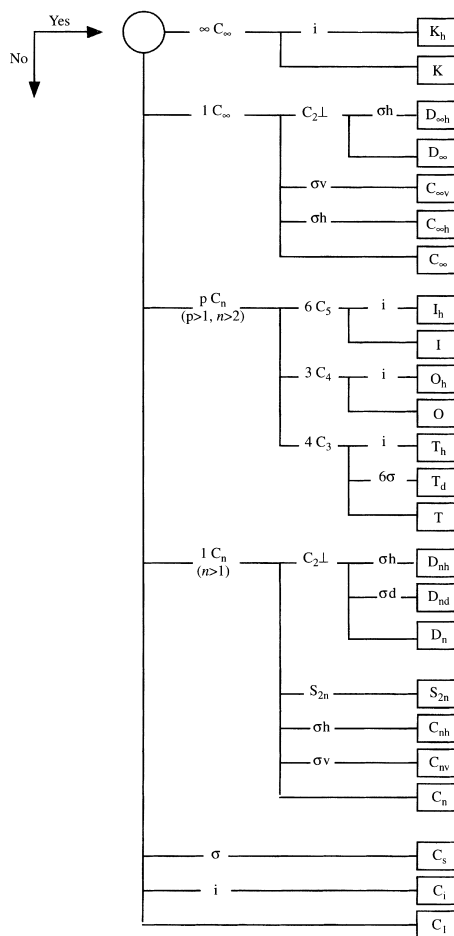 Yes
No
∞ C∞ i Kh
K
1 C∞ C2⊥ σh D∞h
D∞
σv C∞v
σh C∞h
C∞
p Cn 6 C5 i Ih
(p>1, n>2)
I
3 C4 i Oh
O
4 C3 i Th
6σ Td
T
1 Cn C2⊥ σh Dnh
(n>1)
σd Dnd
Dn
S2n S2n
σh Cnh
σv Cnv
Cn
σ Cs
i Ci
C1